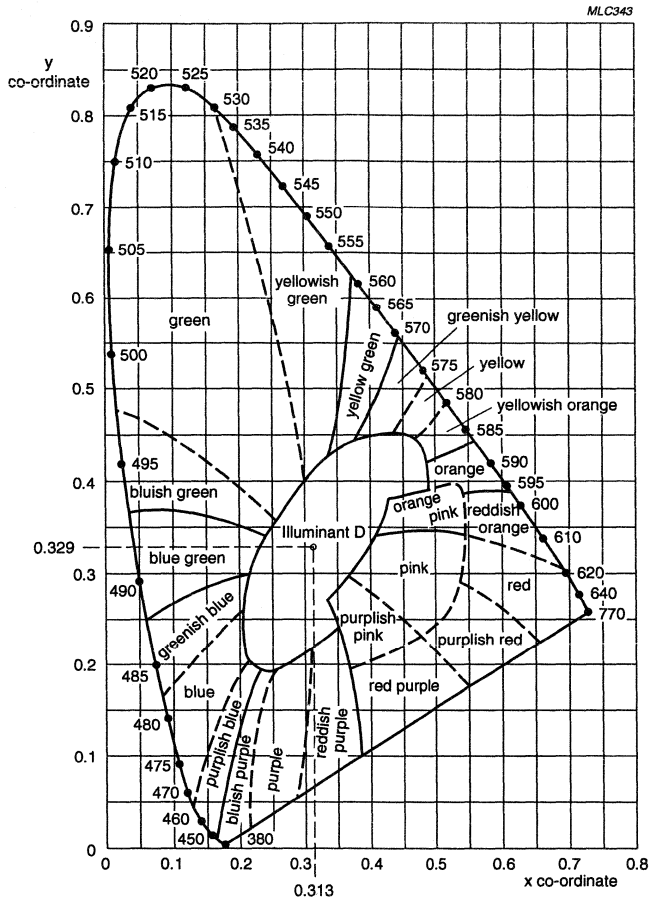 MLC343
0.9
y
co-ordinate
520
525
0.8
515
530
535
540
510
545
0.7
550
505
555
0.6
yellowish
green
560
565
green
570
greenish yellow
500
yellow green
575
yellow
0.5
580
yellowish orange
585
495
0.4
orange
590
bluish green
595
orange
pink
reddish
orange
600
Illuminant D
610
0.329
blue green
pink
0.3
620
red
490
640
greenish blue
770
purplish
pink
purplish red
0.2
485
blue
red purple
480
purplish blue
bluish purple
purple
reddish
purple
0.1
475
470
460
450
380
0
0
0.1
0.2
0.3
0.4
0.5
0.6
0.7
0.8
x co-ordinate
0.313